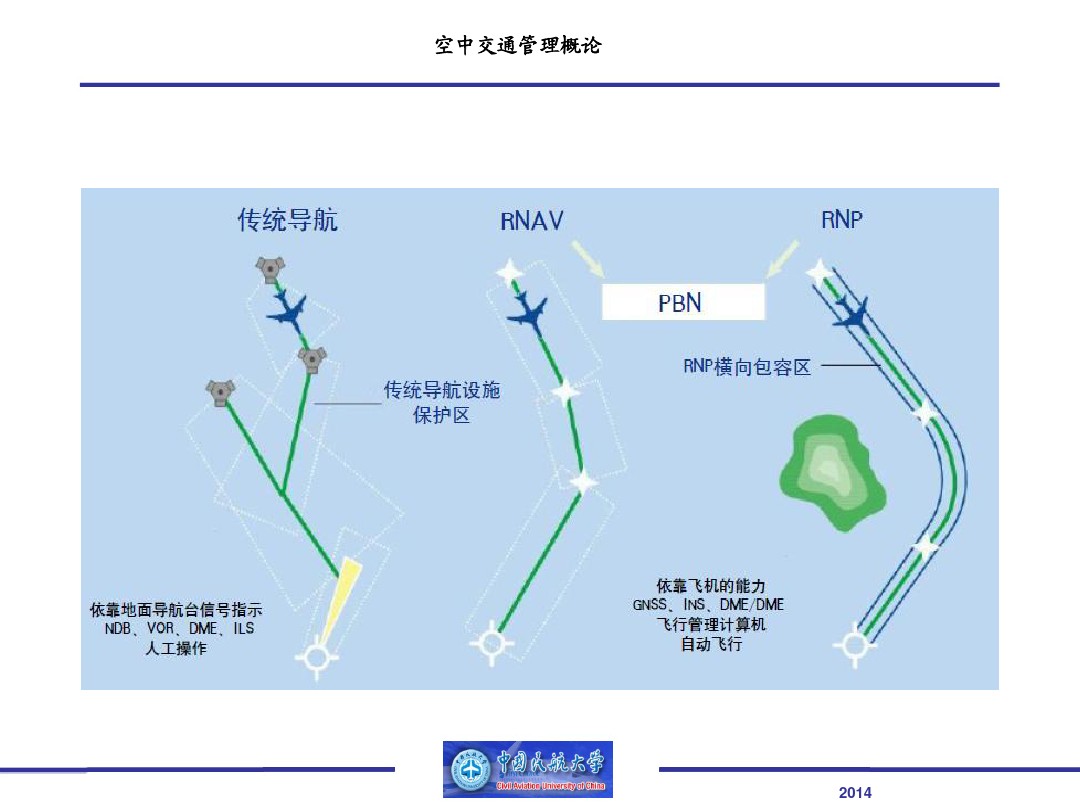 空中交通管理概论
传统导航
RNAV
RNP
PBN
RNP横向包容区
传统导航设施
保护区
依靠地面导航台信号指示
NDB、VOR、DME、ILS
人工操作
依靠飞机的能力
GNSS、INS、DME/DME
飞行管理计算机
自动飞行
中国民航大学
Civil Aviation University of China
2014